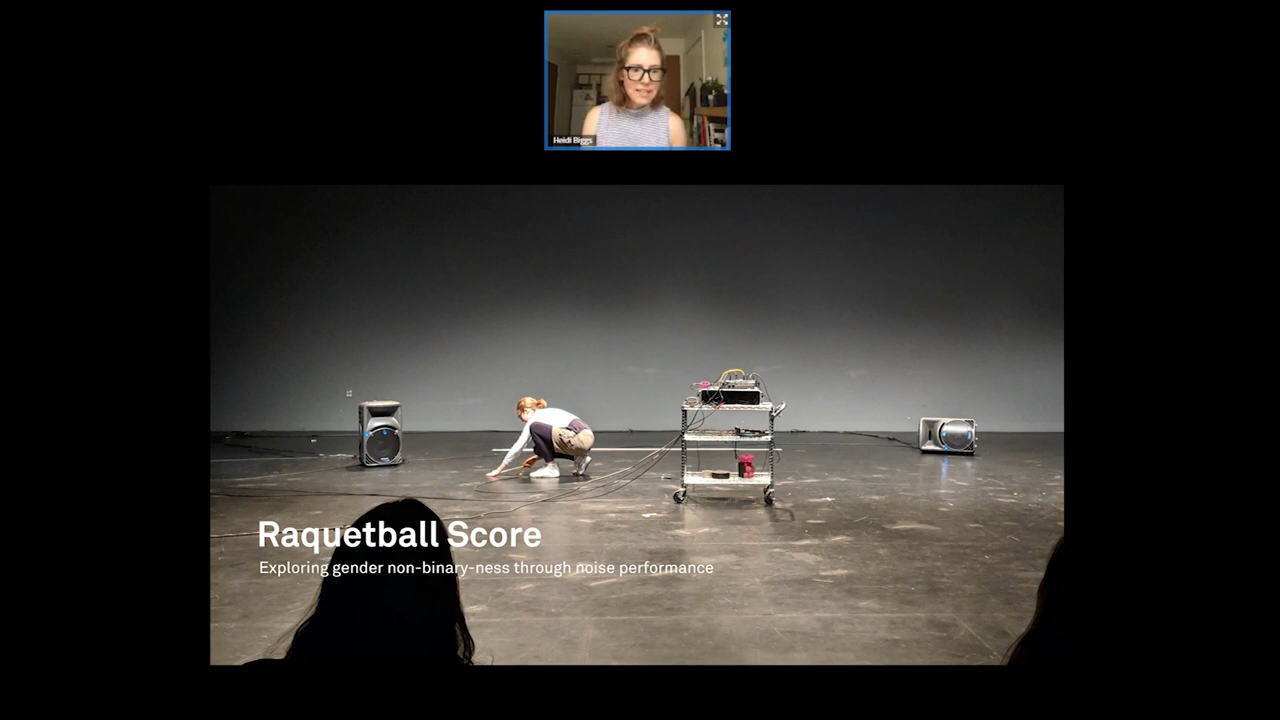 Heidi Biggs
Raquetball Score
Exploring gender non-binary-ness through noise performance